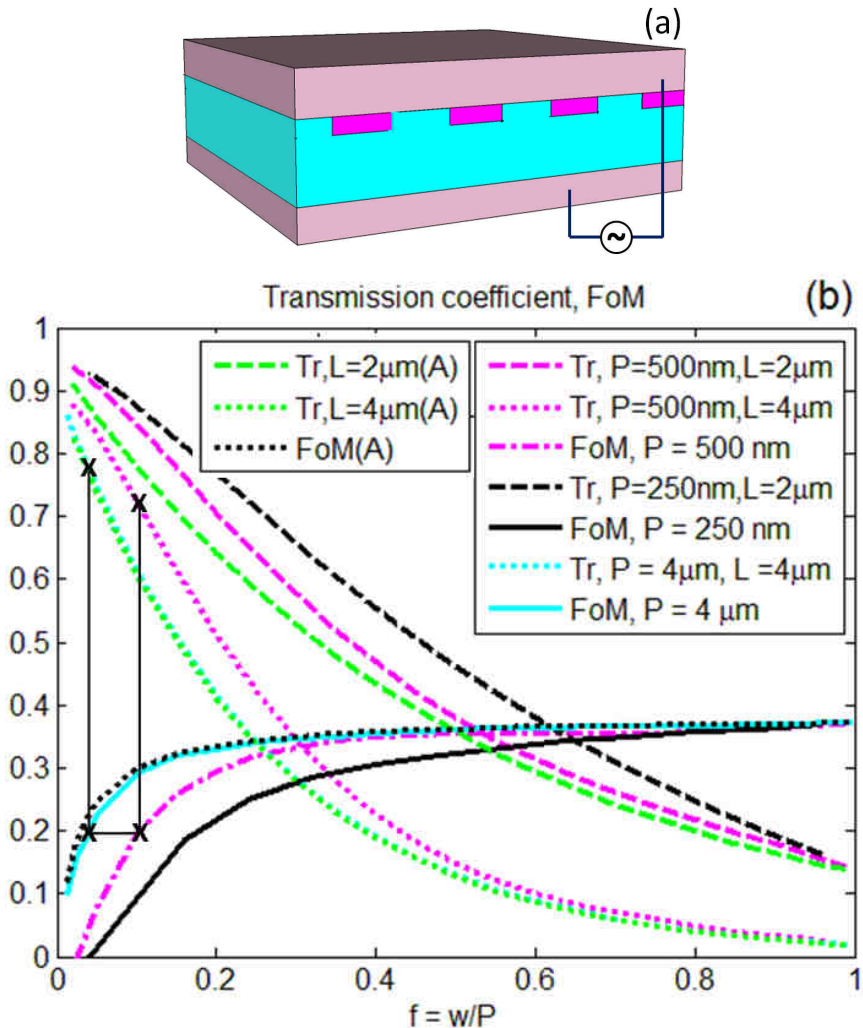 (a)
~
Transmission coefficient, FoM
(b)
1
0.9
0.8
0.7
0.6
0.5
0.4
0.3
0.2
0.1
0
Tr,L=2μm(A)
Tr,L=4μm(A)
FoM(A)
Tr, P=500nm,L=2μm
Tr, P=500nm,L=4μm
FoM, P = 500 nm
Tr, P=250nm,L=2μm
FoM, P = 250 nm
Tr, P = 4μm, L =4μm
FoM, P = 4 μm
X
X
X X
0 0.2 0.4 0.6 0.8 1
f = w/P